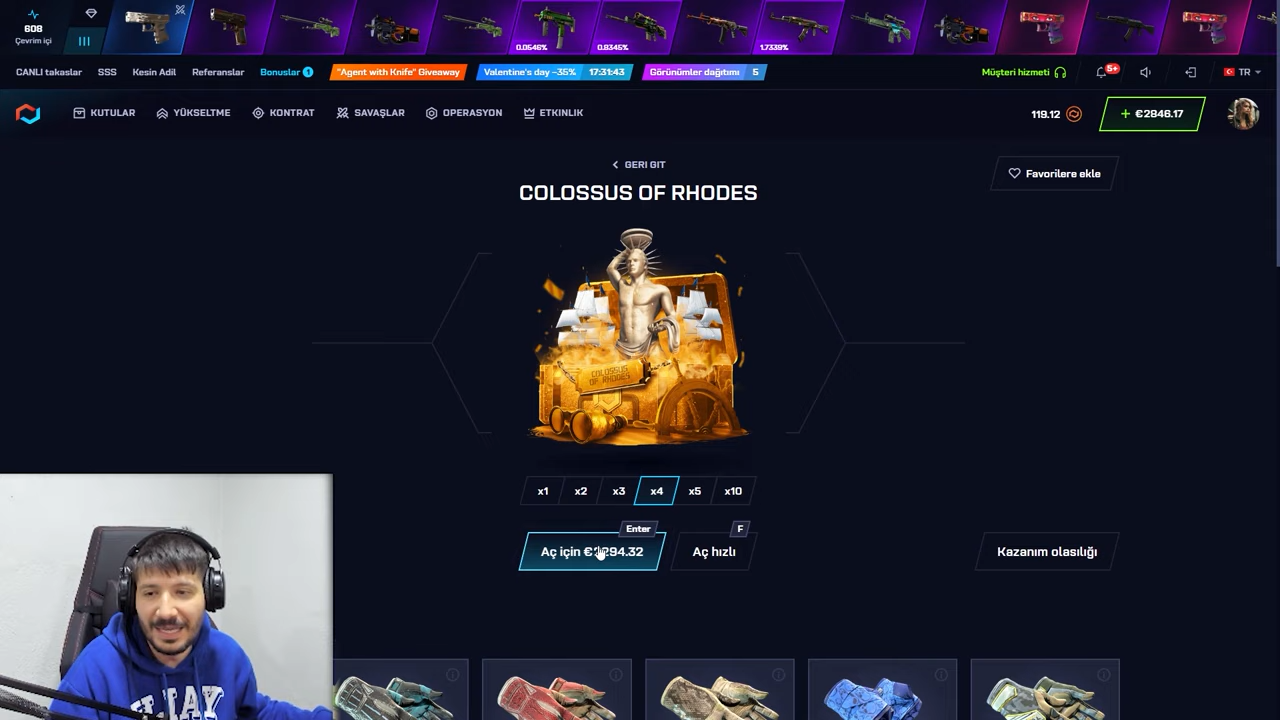 608
Çevrim içi
0.0546%
0.8345%
1.7339%
CANLI takaslar
SSS
Kesin Adil
Referanslar
Bonuslar 1
"Agent with Knife" Giveaway
Valentine's day −35% 17:31:43
Görünümler dağıtımı 5
Müşteri hizmeti
5+
TR
KUTULAR
YÜKSELTME
KONTRAT
SAVAŞLAR
OPERASYON
ETKINLIK
119.12
+ €2846.17
GERI GIT
COLOSSUS OF RHODES
Favorilere ekle
COLOSSUS
OF RHODES
x1
x2
x3
x4
x5
x10
Enter
F
Aç için
Aç hızlı
Kazanım olasılığı